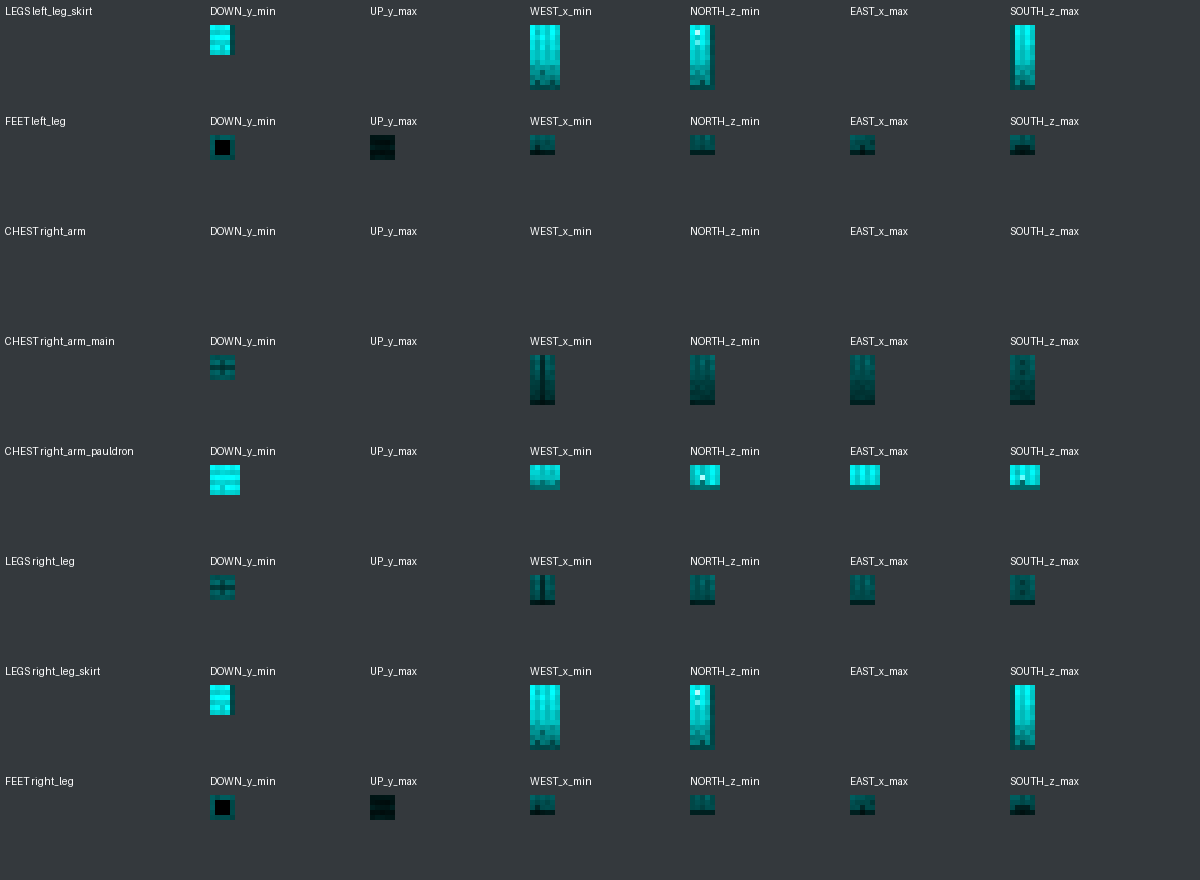 LEGS left_leg_skirt DOWN_y_min UP_y_max WEST_x_min NORTH_z_min EAST_x_max SOUTH_z_max
FEET left_leg DOWN_y_min UP_y_max WEST_x_min NORTH_z_min EAST_x_max SOUTH_z_max
CHEST right_arm DOWN_y_min UP_y_max WEST_x_min NORTH_z_min EAST_x_max SOUTH_z_max
CHEST right_arm_main DOWN_y_min UP_y_max WEST_x_min NORTH_z_min EAST_x_max SOUTH_z_max
CHEST right_arm_pauldron DOWN_y_min UP_y_max WEST_x_min NORTH_z_min EAST_x_max SOUTH_z_max
LEGS right_leg DOWN_y_min UP_y_max WEST_x_min NORTH_z_min EAST_x_max SOUTH_z_max
LEGS right_leg_skirt DOWN_y_min UP_y_max WEST_x_min NORTH_z_min EAST_x_max SOUTH_z_max
FEET right_leg DOWN_y_min UP_y_max WEST_x_min NORTH_z_min EAST_x_max SOUTH_z_max